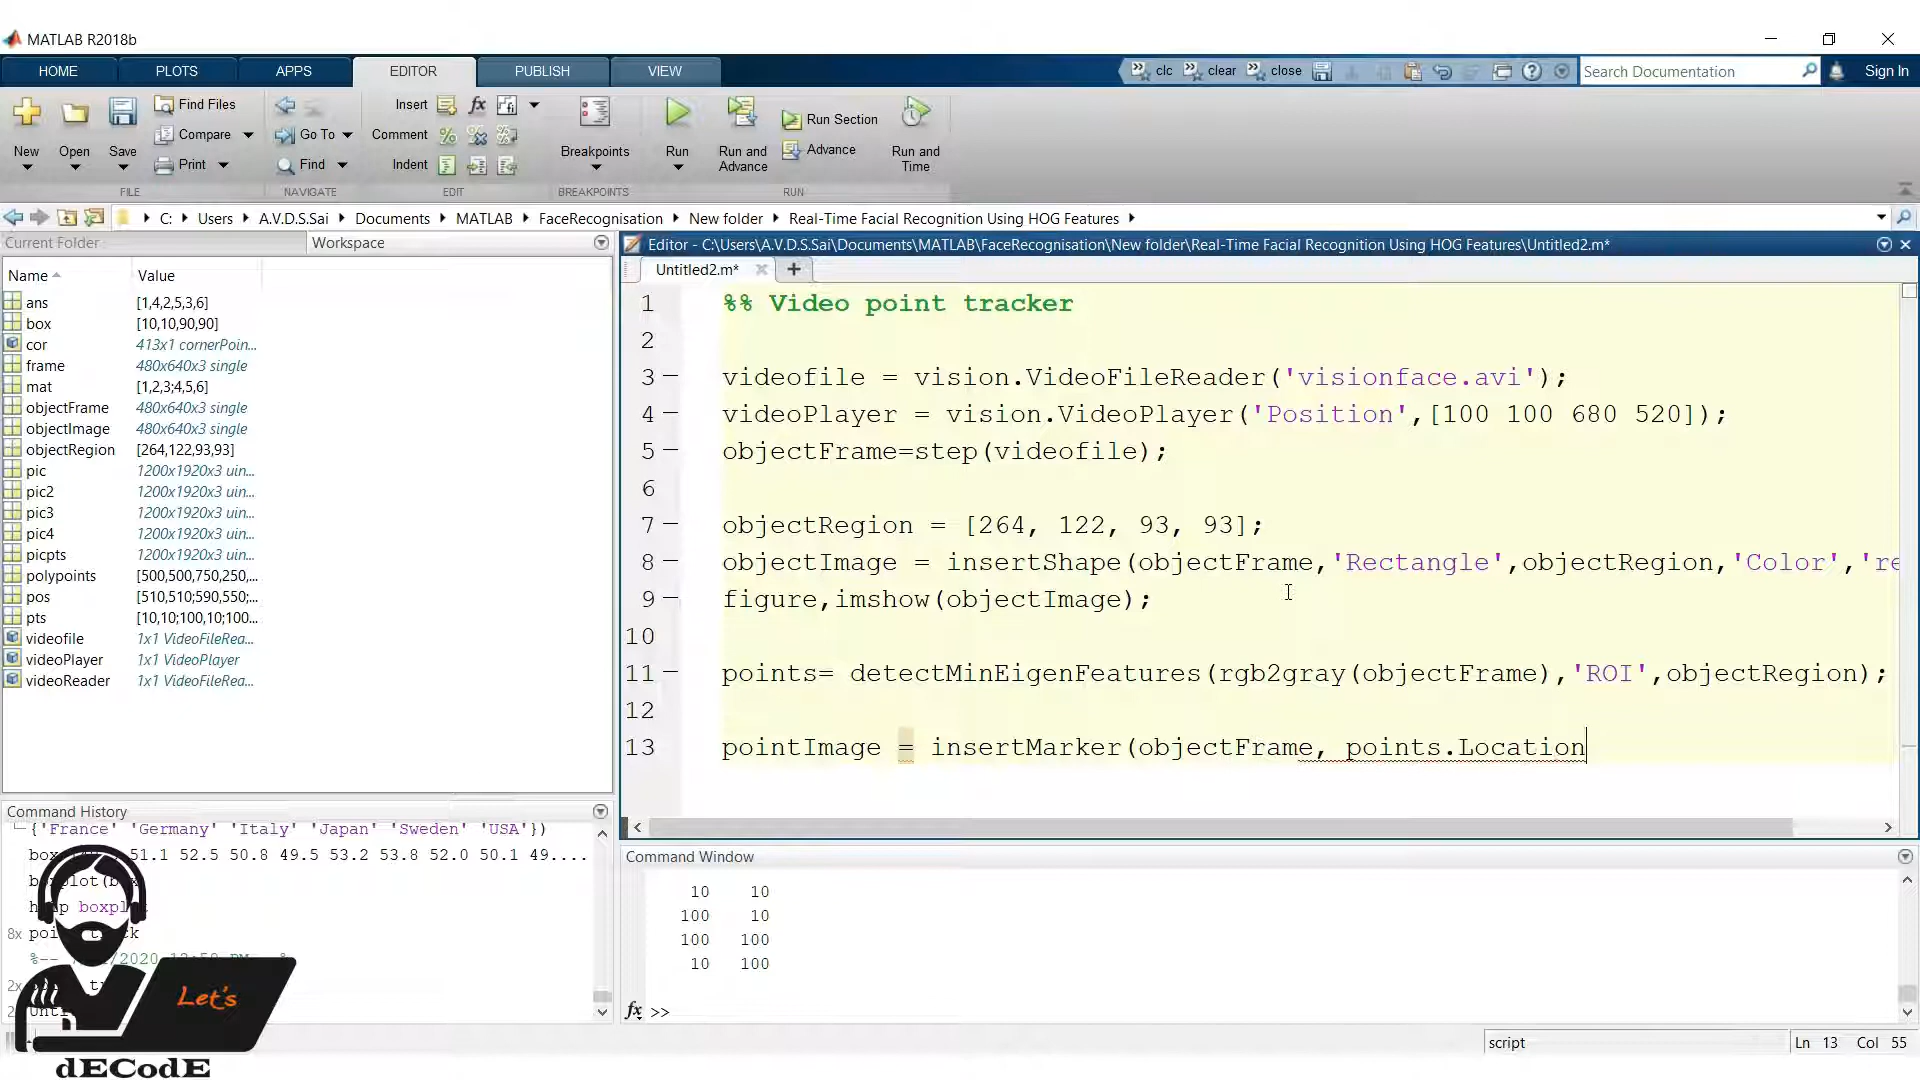 MATLAB R2018b
HOME PLOTS APPS EDITOR PUBLISH VIEW clc clear close Search Documentation Sign In
New Open Save Find Files Compare Print
Go To Find
Insert fx Comment Indent
Breakpoints Run Run and Advance Run Section Advance Run and Time
FILE NAVIGATE EDIT BREAKPOINTS RUN
C: Users A.V.D.S.Sai Documents MATLAB FaceRecognisation New folder Real-Time Facial Recognition Using HOG Features
Current Folder Workspace
Name Value
ans [1,4,2,5,3,6]
box [10,10,90,90]
cor 413x1 cornerPoin...
frame 480x640x3 single
mat [1,2,3;4,5,6]
objectFrame 480x640x3 single
objectImage 480x640x3 single
objectRegion [264,122,93,93]
pic 1200x1920x3 uin...
pic2 1200x1920x3 uin...
pic3 1200x1920x3 uin...
pic4 1200x1920x3 uin...
picpts 1200x1920x3 uin...
polypoints [500,500,750,250,...
pos [510,510;590,550;...
pts [10,10;100,10;100...
videofile 1x1 VideoFileRea...
videoPlayer 1x1 VideoPlayer
videoReader 1x1 VideoFileRea...
Command History
{'France' 'Germany' 'Italy' 'Japan' 'Sweden' 'USA'})
51.1 52.5 50.8 49.5 53.2 53.8 52.0 50.1 49....
8x
2x
Let's
dECodE
Editor - C:\Users\A.V.D.S.Sai\Documents\MATLAB\FaceRecognisation\New folder\Real-Time Facial Recognition Using HOG Features\Untitled2.m*
Untitled2.m*
1 %% Video point tracker
2
3 videofile = vision.VideoFileReader('visionface.avi');
4 videoPlayer = vision.VideoPlayer('Position',[100 100 680 520]);
5 objectFrame=step(videofile);
6
7 objectRegion = [264, 122, 93, 93];
8 objectImage = insertShape(objectFrame,'Rectangle',objectRegion,'Color','re
9 figure,imshow(objectImage);
10
11 points= detectMinEigenFeatures(rgb2gray(objectFrame),'ROI',objectRegion);
12
13 pointImage = insertMarker(objectFrame, points.Location
Command Window
10 10
100 10
100 100
10 100
fx >>
script Ln 13 Col 55